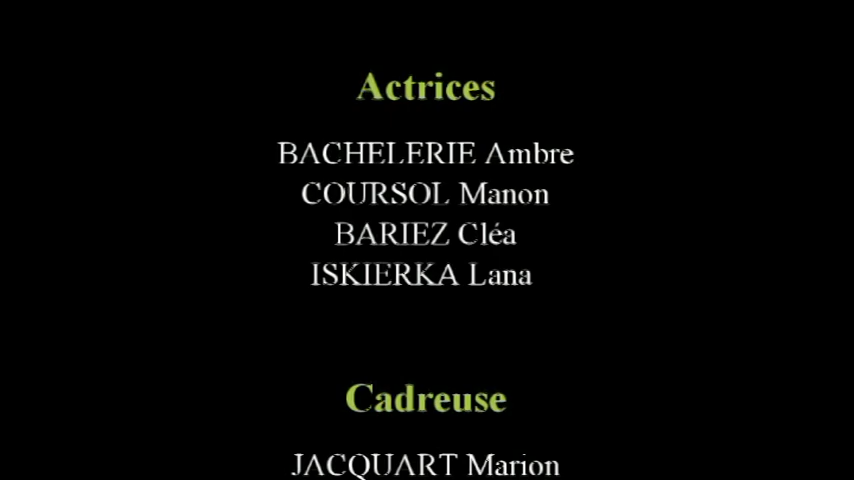 Actrices
BACHELERIE Ambre
COURSOL Manon
BARIEZ Cléa
ISKIERKA Lana
Cadreuse
JACQUART Marion